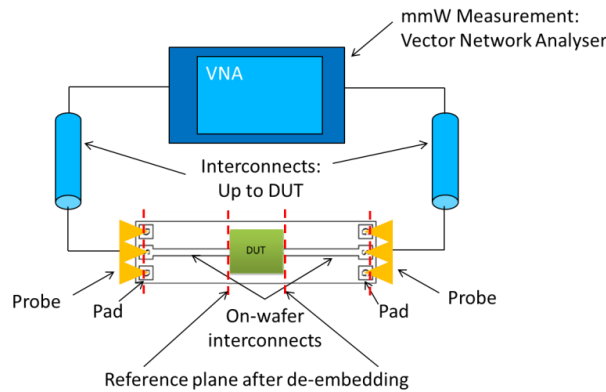 mmW Measurement:
Vector Network Analyser
VNA
Interconnects:
Up to DUT
G
G
S
DUT
S
G
G
Probe
Pad
On-wafer
interconnects
Pad
Probe
Reference plane after de-embedding